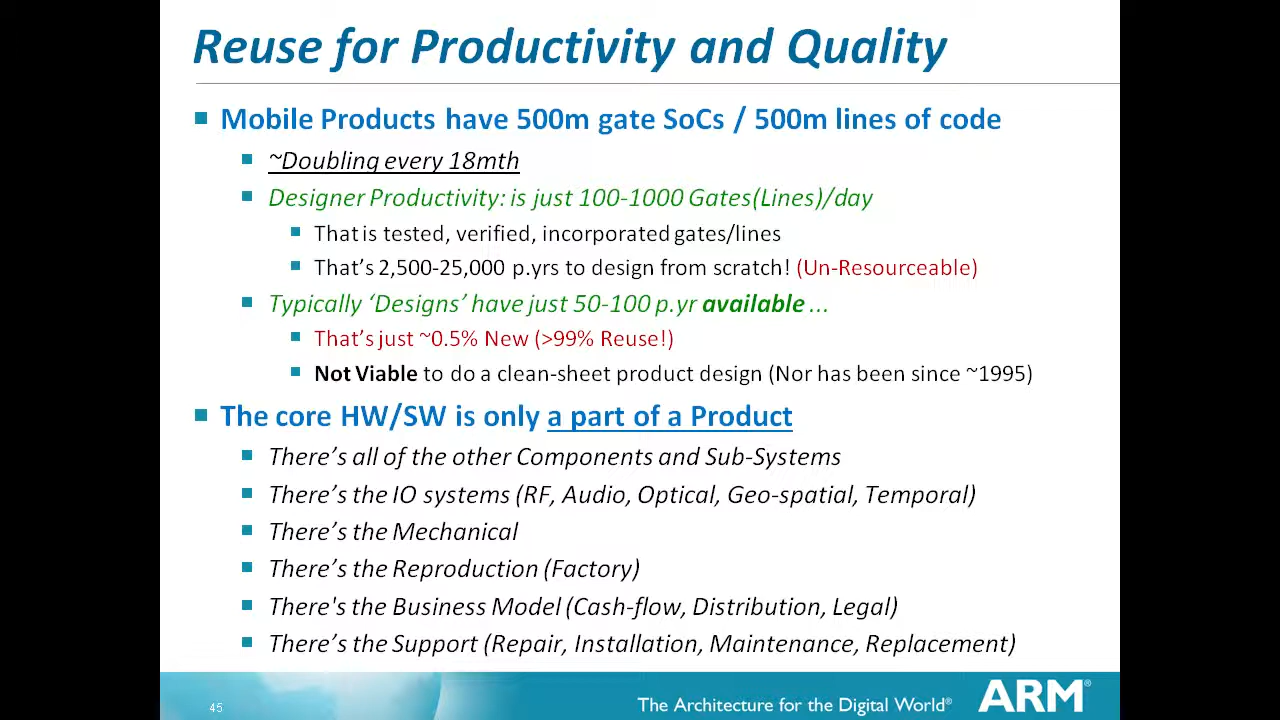 Reuse for Productivity and Quality
Mobile Products have 500m gate SoCs / 500m lines of code
~Doubling every 18mth
Designer Productivity: is just 100-1000 Gates(Lines)/day
That is tested, verified, incorporated gates/lines
That’s 2,500-25,000 p.yrs to design from scratch! (Un-Resourceable)
Typically ‘Designs’ have just 50-100 p.yr available ...
That’s just ~0.5% New (>99% Reuse!)
Not Viable to do a clean-sheet product design (Nor has been since ~1995)
The core HW/SW is only a part of a Product
There’s all of the other Components and Sub-Systems
There’s the IO systems (RF, Audio, Optical, Geo-spatial, Temporal)
There’s the Mechanical
There’s the Reproduction (Factory)
There's the Business Model (Cash-flow, Distribution, Legal)
There’s the Support (Repair, Installation, Maintenance, Replacement)
45
The Architecture for the Digital World®
ARM®